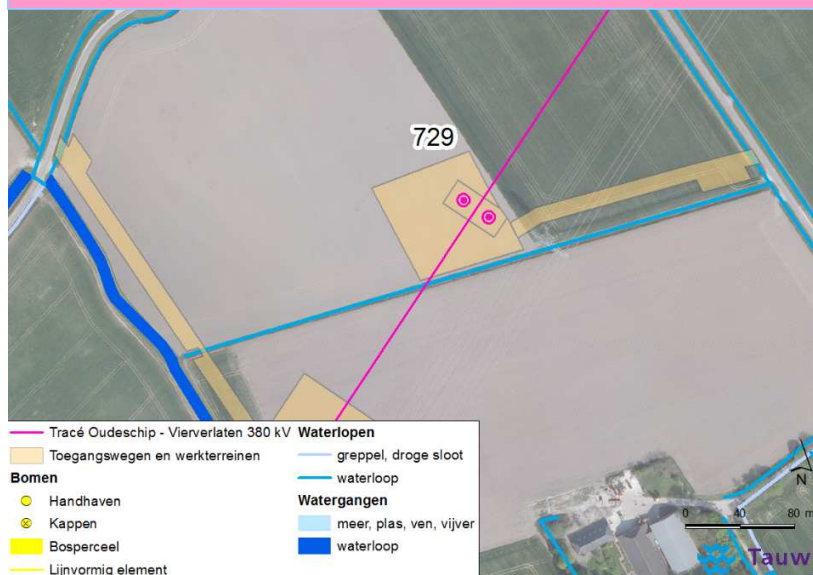 729
Tracé Oudeschip - Vierverlaten 380 kV
Toegangswegen en werkterreinen
Bomen
Handhaven
Kappen
Bosperceel
Lijnvormig element
Waterlopen
greppel, droge sloot
waterloop
Watergangen
meer, plas, ven, vijver
waterloop
N
0 40 80 m
Tauw